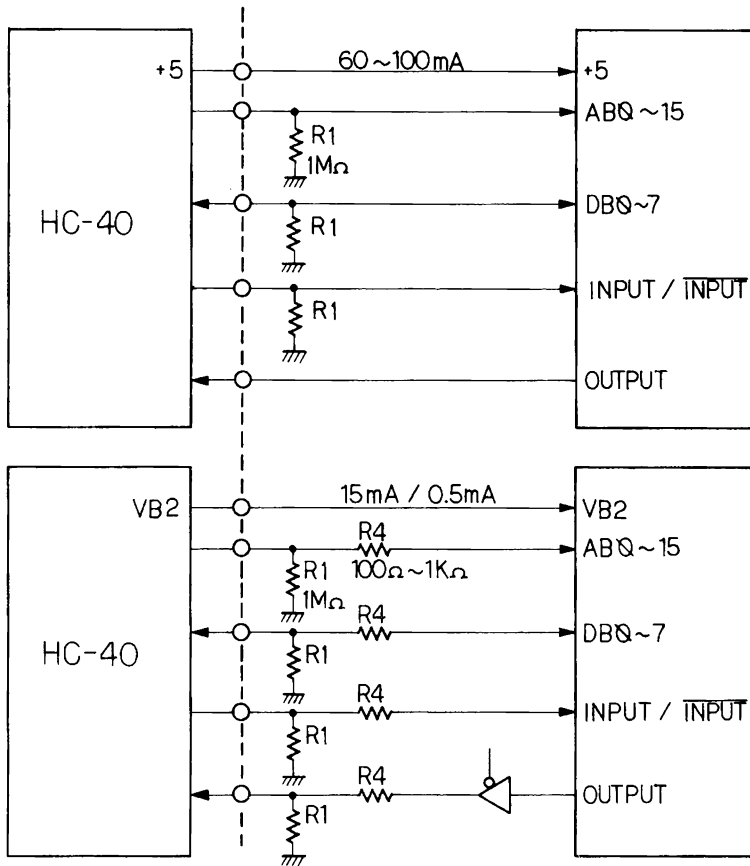 +5 60~100mA +5
AB0~15
R1
1MΩ
HC-40 DB0~7
R1
INPUT / INPUT
R1
OUTPUT
VB2 15mA / 0.5mA VB2
R4 AB0~15
R1 100Ω~1KΩ
1MΩ
R4 DB0~7
HC-40
R1
R4 INPUT / INPUT
R1
R4 OUTPUT
R1